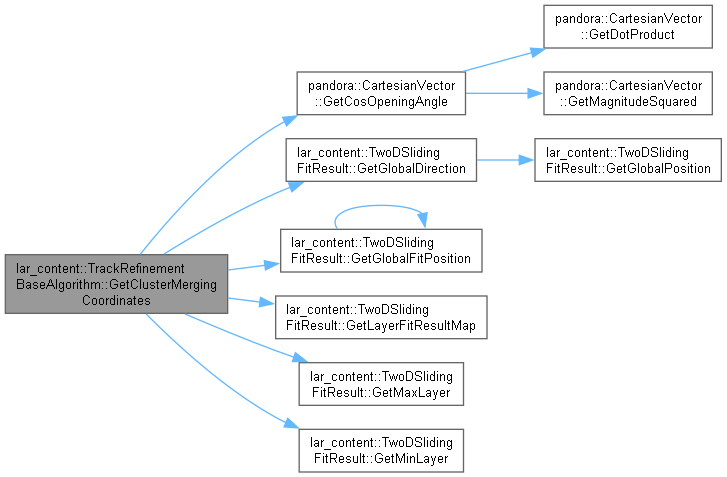 lar_content::TrackRefinement
BaseAlgorithm::GetClusterMerging
Coordinates
pandora::CartesianVector
::GetCosOpeningAngle
pandora::CartesianVector
::GetDotProduct
pandora::CartesianVector
::GetMagnitudeSquared
lar_content::TwoDSliding
FitResult::GetGlobalDirection
lar_content::TwoDSliding
FitResult::GetGlobalPosition
lar_content::TwoDSliding
FitResult::GetGlobalFitPosition
lar_content::TwoDSliding
FitResult::GetLayerFitResultMap
lar_content::TwoDSliding
FitResult::GetMaxLayer
lar_content::TwoDSliding
FitResult::GetMinLayer